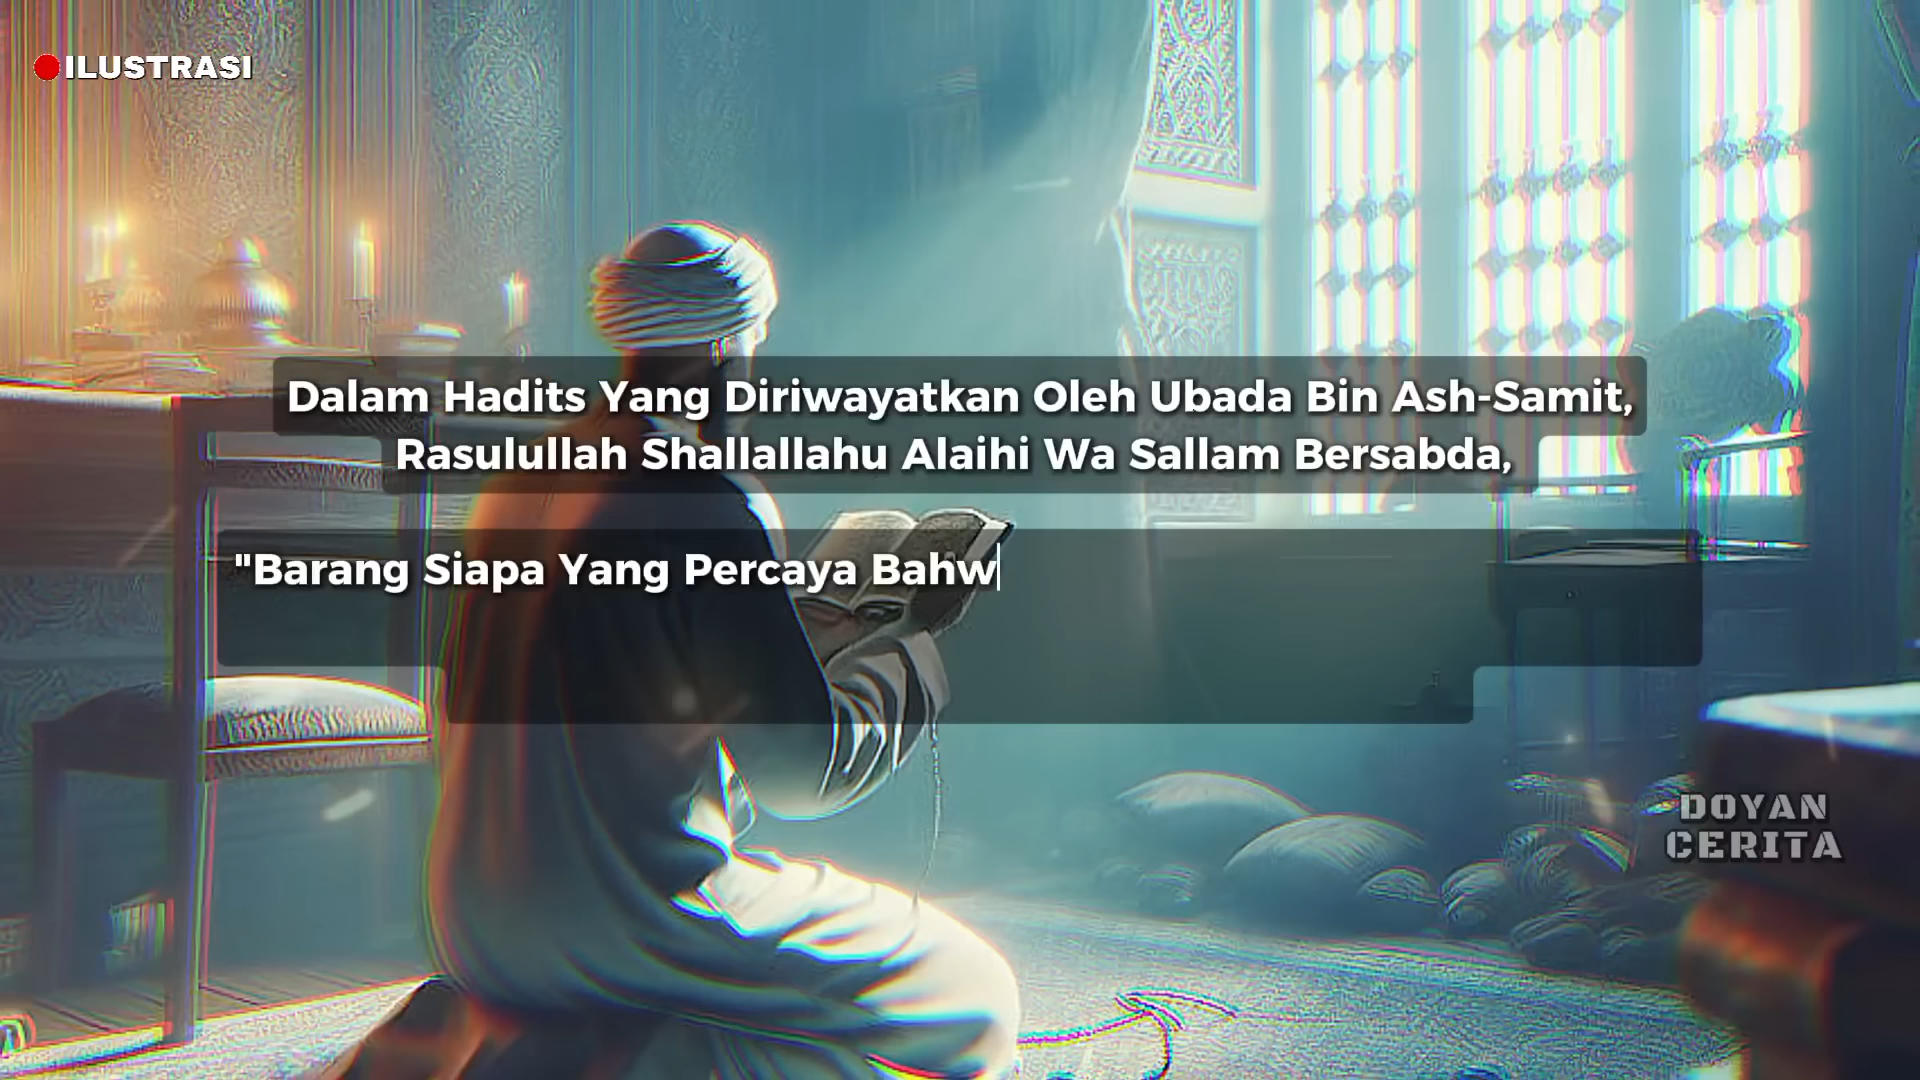 ILUSTRASI
Dalam Hadits Yang Diriwayatkan Oleh Ubada Bin Ash-Samit,
Rasulullah Shallallahu Alaihi Wa Sallam Bersabda,
"Barang Siapa Yang Percaya Bahw
DOYAN
CERITA